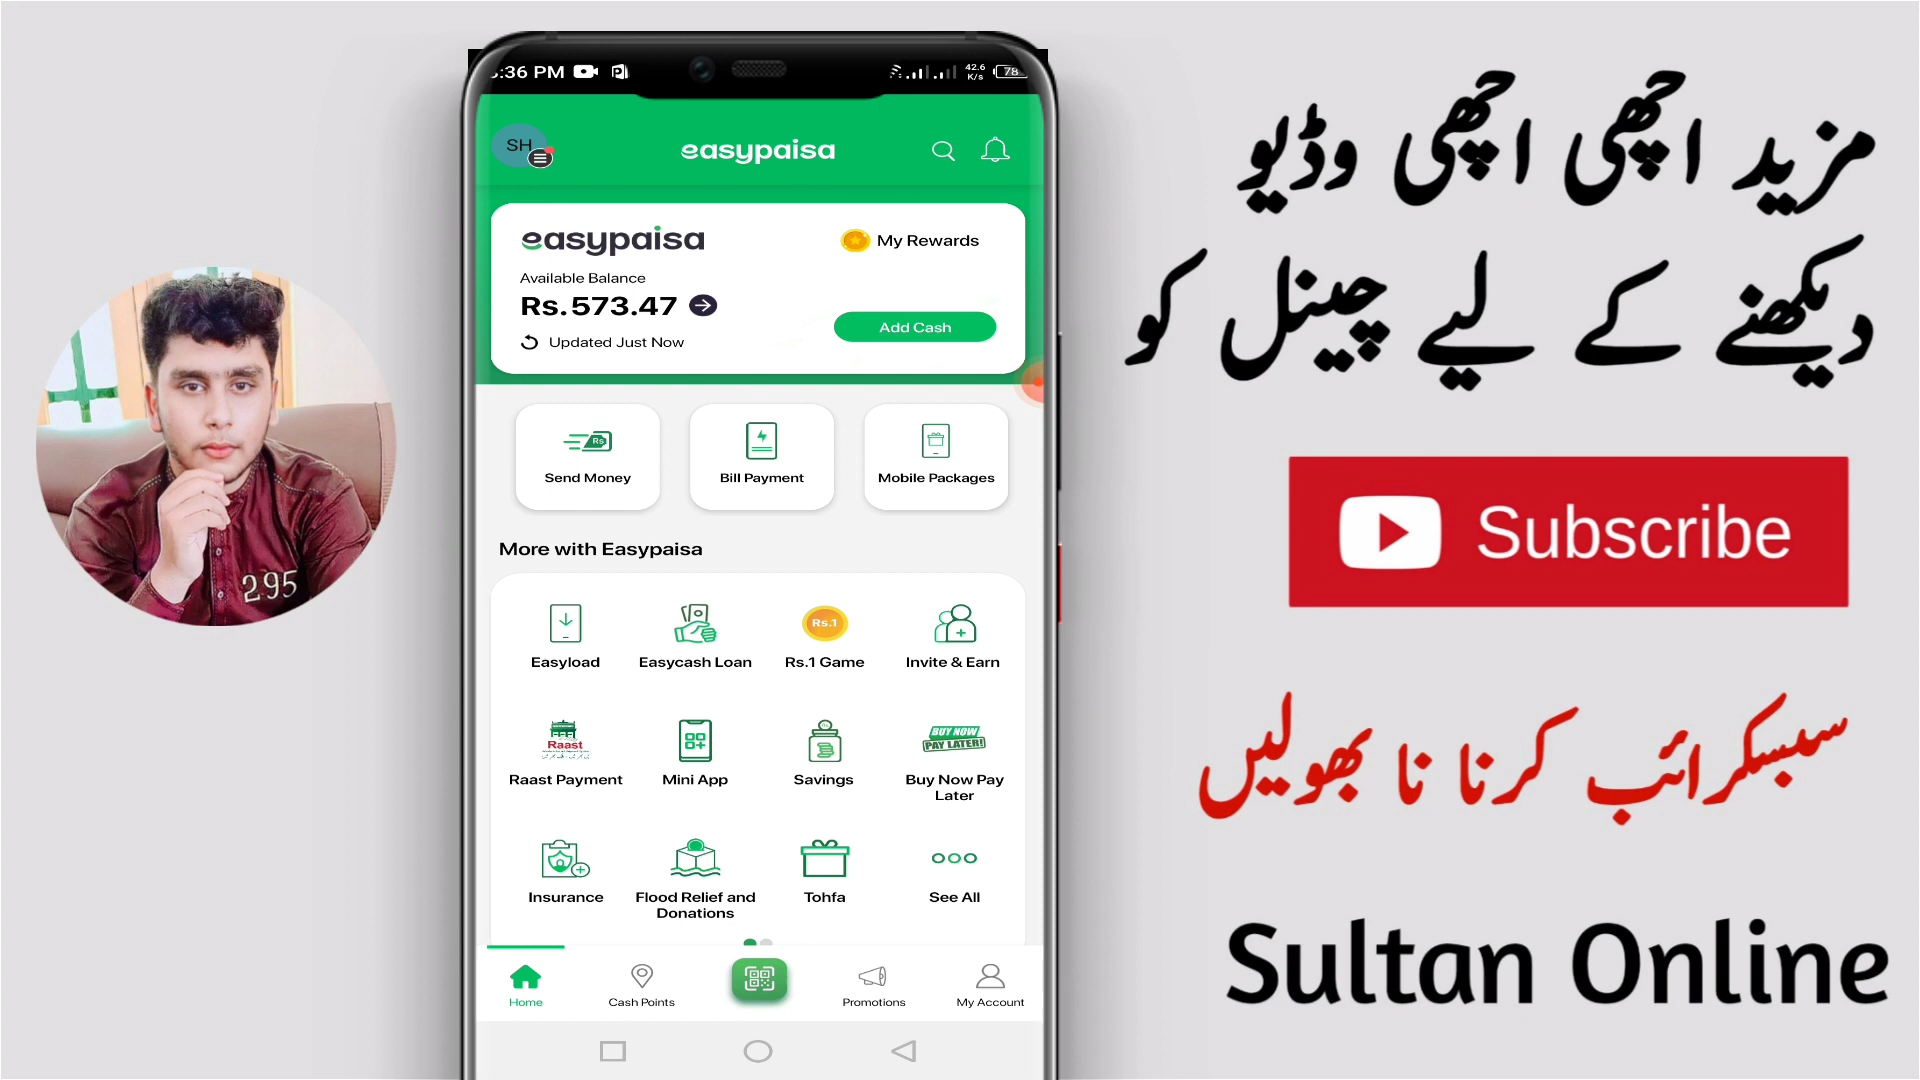 :36 PM
42.6
K/s
78
SH
easypaisa
easypaisa
My Rewards
Available Balance
Rs.573.47
Add Cash
Updated Just Now
Rs
Send Money
Bill Payment
Mobile Packages
More with Easypaisa
Rs.1
Easyload
Easycash Loan
Rs.1 Game
Invite & Earn
Raast
BUY NOW
PAY LATER!
Raast Payment
Mini App
Savings
Buy Now Pay
Later
Insurance
Flood Relief and
Donations
Tohfa
See All
Home
Cash Points
Promotions
My Account
295
مزید اچھی اچھی وڈیو
دیکھنے کے لیے چینل کو
Subscribe
سبسکرائب کرنا نا بھولیں
Sultan Online